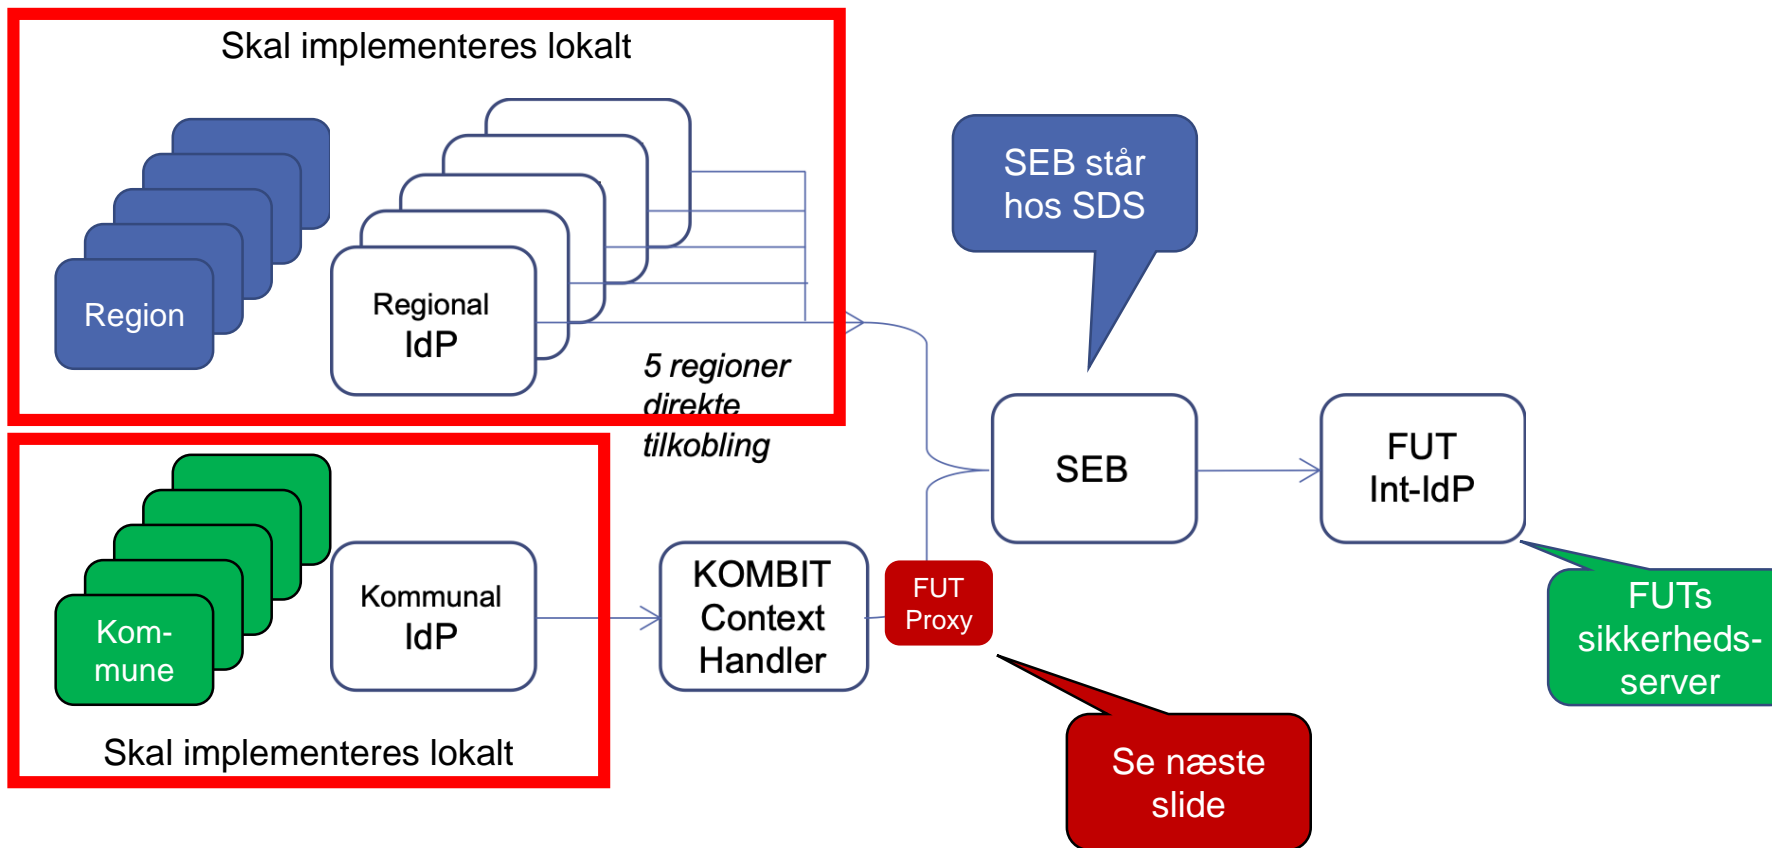 Skal implementeres lokalt
Region
Regional
IdP
5 regioner
direkte
tilkobling
SEB står
hos SDS
SEB
FUT
Int-IdP
Kom-
mune
Kommunal
IdP
KOMBIT
Context
Handler
FUT
Proxy
FUTs
sikkerheds-
server
Skal implementeres lokalt
Se næste
slide